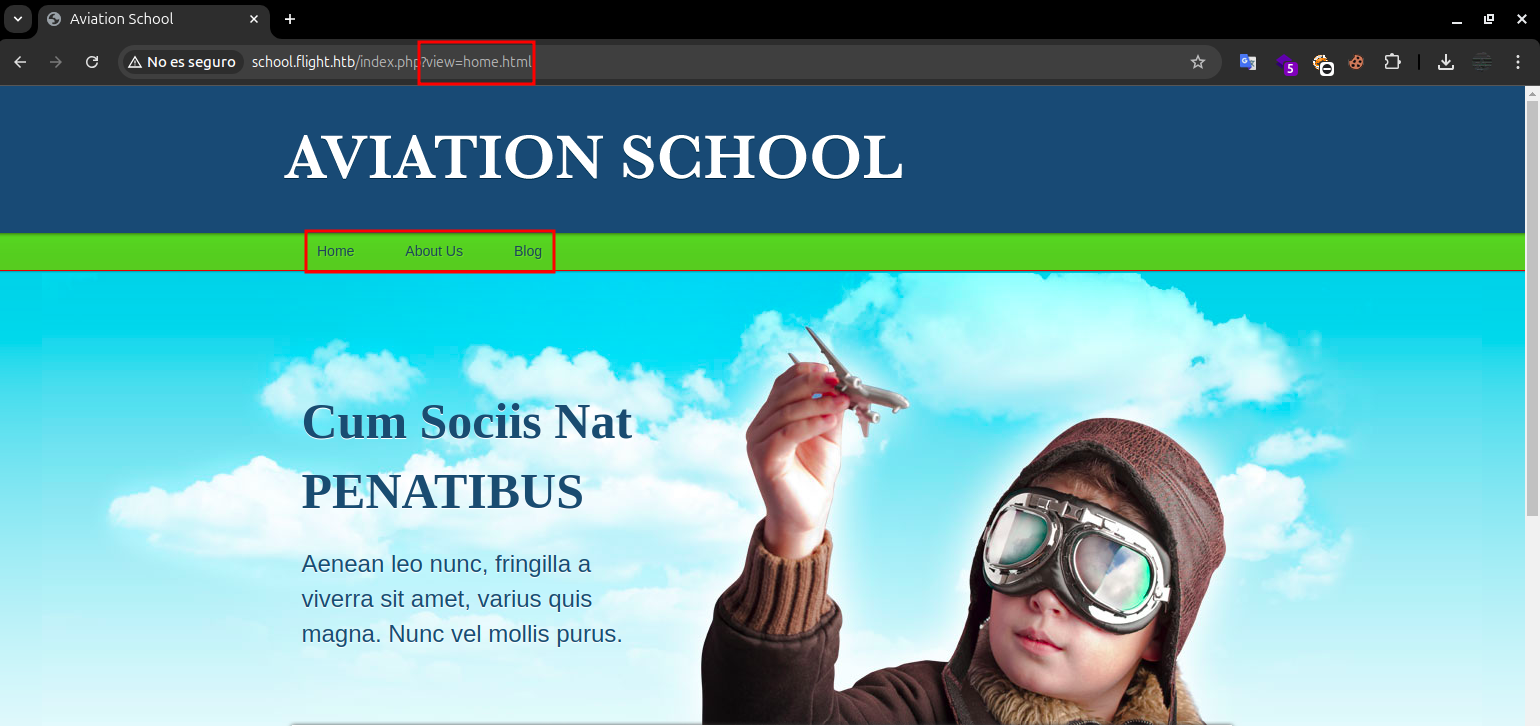 Aviation School
No es seguro school.flight.htb/index.php?view=home.html
5
AVIATION SCHOOL
Home About Us Blog
Cum Sociis Nat
PENATIBUS
Aenean leo nunc, fringilla a
viverra sit amet, varius quis
magna. Nunc vel mollis purus.